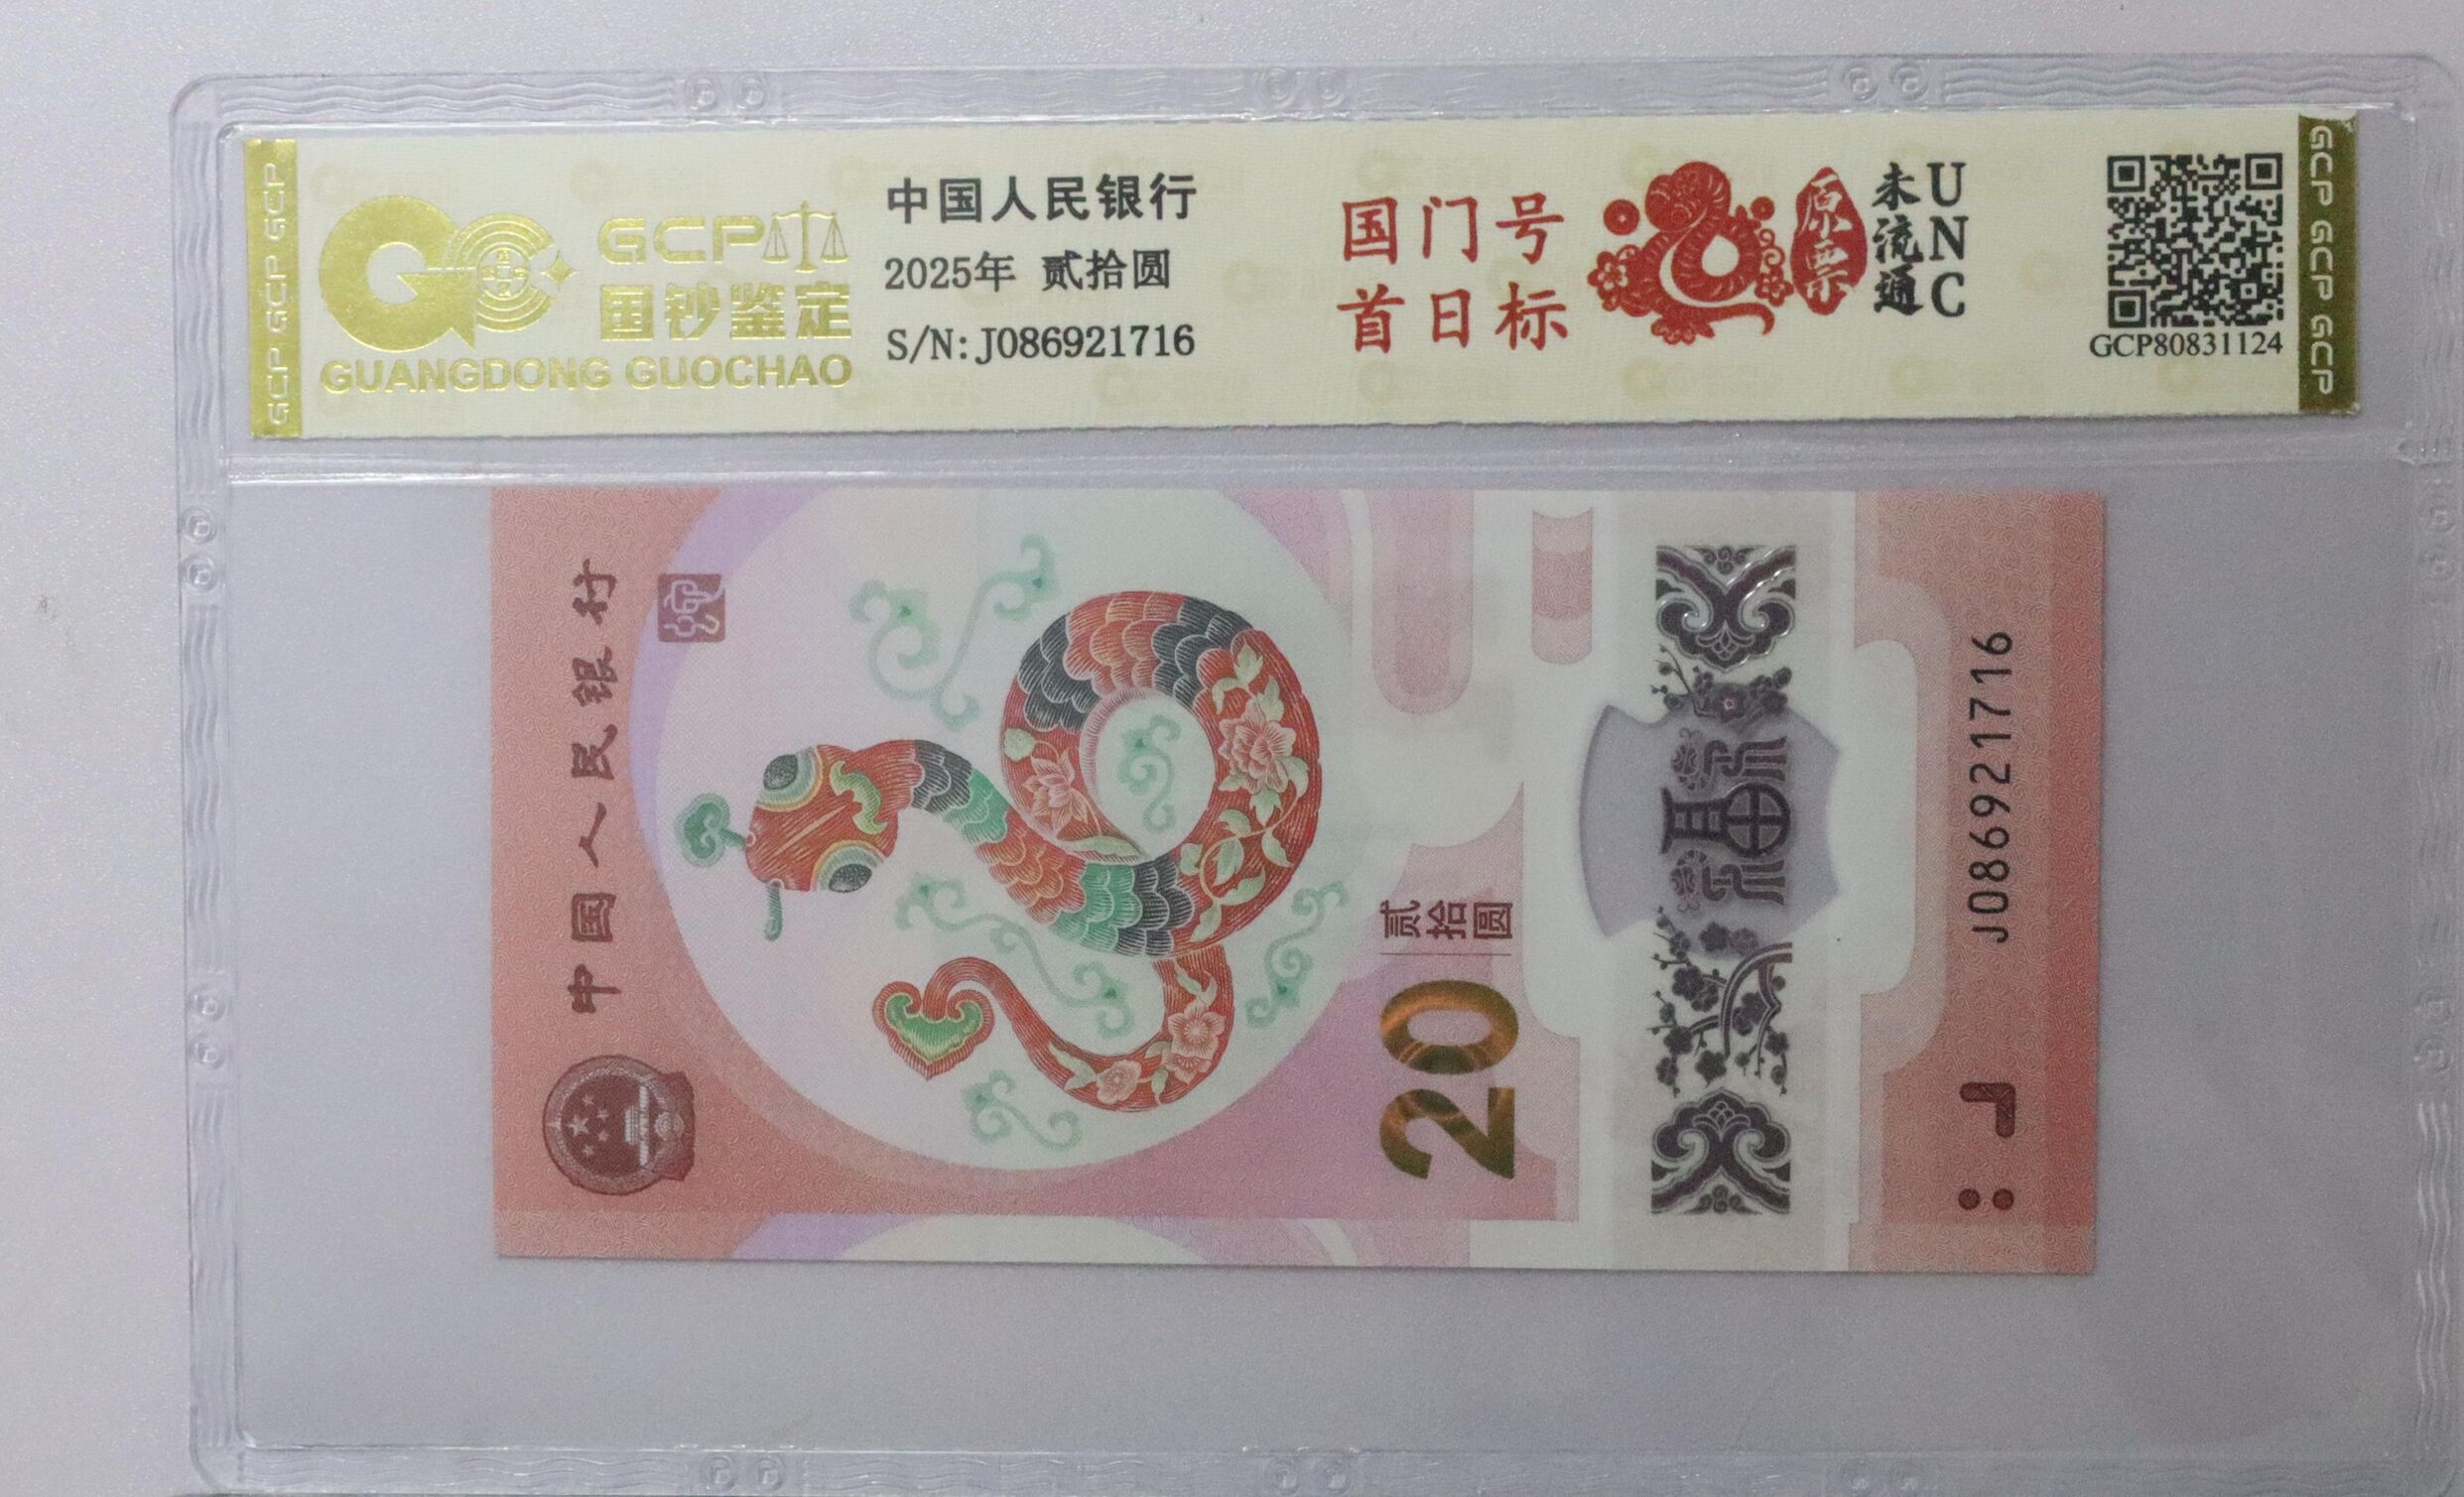 GCP GCP GCP
GCP
国钞鉴定
GUANGDONG GUOCHAO
中国人民银行
2025年 贰拾圆
S/N: J086921716
国门号
首日标
原票
未流通
UNC
GCP80831124
GCP GCP GCP GCP
中国人民银行
20
贰拾圆
福
J086921716